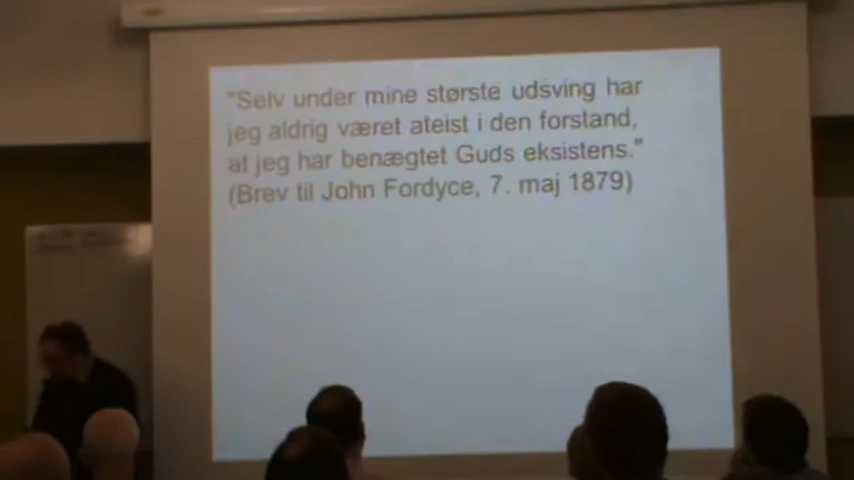 "Selv under mine største udsving har
jeg aldrig været ateist i den forstand,
at jeg har benægtet Guds eksistens."
(Brev til John Fordyce, 7. maj 1879)